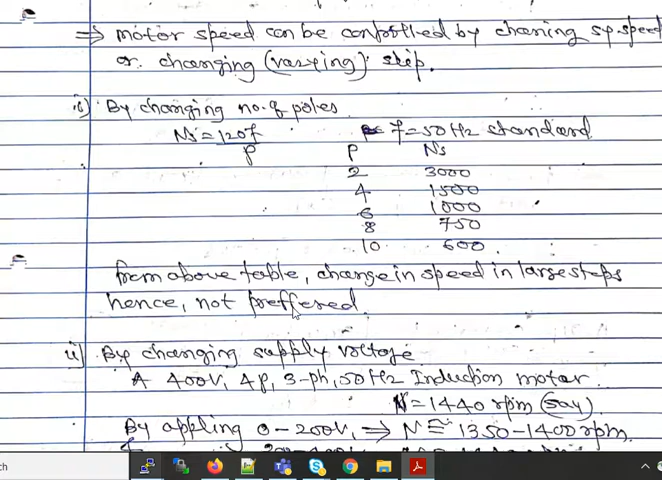 ⇒ motor speed can be controlled by chaning sy.speed
or changing (varying) slip.
i) By changing no. of poles
Ns = 120f / P
f = 50 Hz standard
P Ns
2 3000
4 1500
6 1000
8 750
10 600
from above table, change in speed in large steps
hence, not preffered.
ii) By changing supply voltage
A 400V, 4P, 3-ph, 50 Hz Induction motor.
N = 1440 rpm (say)
By appling 0-200V, ⇒ N ≅ 1350-1400 rpm.
ch